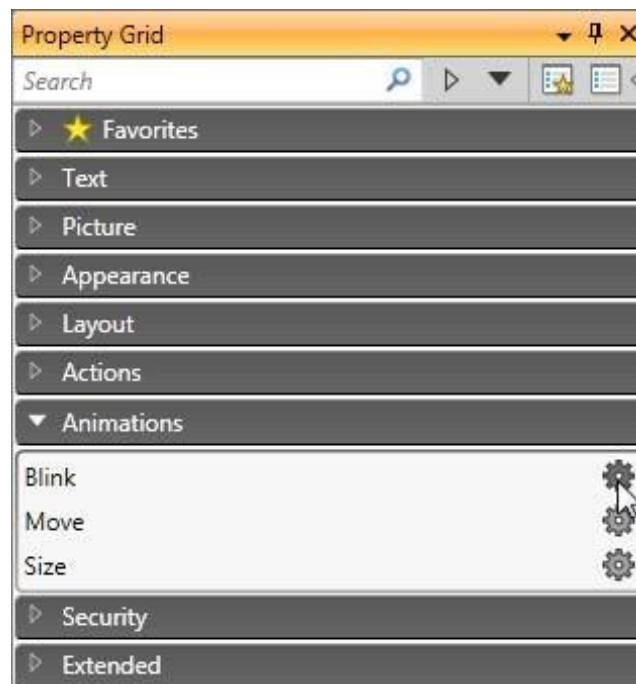 Property Grid
Search
Favorites
Text
Picture
Appearance
Layout
Actions
Animations
Blink
Move
Size
Security
Extended